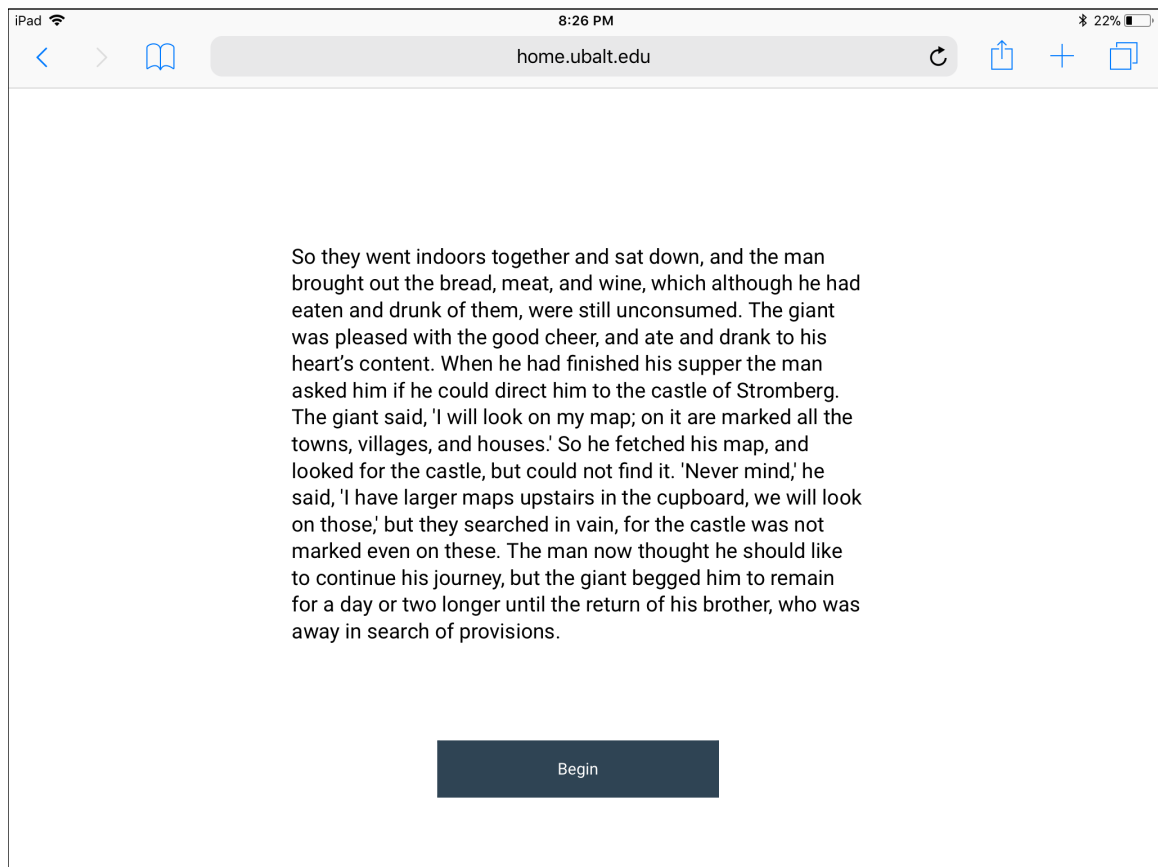 iPad
8:26 PM
22%
home.ubalt.edu
So they went indoors together and sat down, and the man
brought out the bread, meat, and wine, which although he had
eaten and drunk of them, were still unconsumed. The giant
was pleased with the good cheer, and ate and drank to his
heart’s content. When he had finished his supper the man
asked him if he could direct him to the castle of Stromberg.
The giant said, 'I will look on my map; on it are marked all the
towns, villages, and houses.' So he fetched his map, and
looked for the castle, but could not find it. 'Never mind,' he
said, 'I have larger maps upstairs in the cupboard, we will look
on those,' but they searched in vain, for the castle was not
marked even on these. The man now thought he should like
to continue his journey, but the giant begged him to remain
for a day or two longer until the return of his brother, who was
away in search of provisions.
Begin